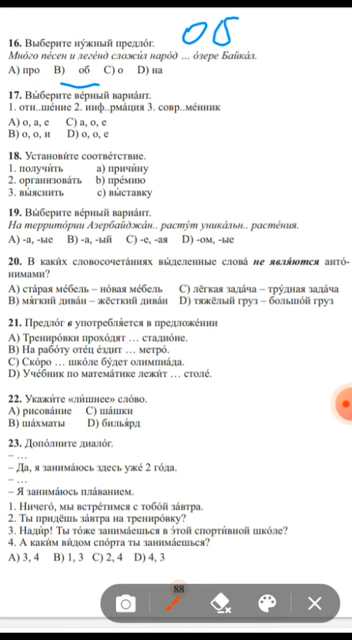 об
16. Выберите ну́жный предло́г.
Мно́го пе́сен и леге́нд сложи́л наро́д ... о́зере Байка́л.
А) про B) об C) о D) на
17. Вы́берите ве́рный вариа́нт.
1. отн..ше́ние 2. инф..рма́ция 3. совр..ме́нник
А) о, а, е C) а, о, е
B) о, о, и D) о, о, е
18. Установи́те соотве́тствие.
1. получи́ть a) причи́ну
2. организова́ть b) пре́мию
3. вы́яснить c) вы́ставку
19. Вы́берите ве́рный вариа́нт.
На террито́рии Азербайджа́н.. расту́т уника́льн.. расте́ния.
А) -а, -ые B) -а, -ый C) -е, -ая D) -ом, -ые
20. В каки́х словосочета́ниях вы́деленные слова́ не явля́ются анто́-
нимами?
А) ста́рая ме́бель – но́вая ме́бель C) лёгкая зада́ча – тру́дная зада́ча
B) мя́гкий дива́н – жёсткий дива́н D) тяжёлый груз – большо́й груз
21. Предло́г в употребля́ется в предложе́нии
А) Трениро́вки прохо́дят … стадио́не.
B) На рабо́ту оте́ц е́здит … метро́.
C) Ско́ро … шко́ле бу́дет олимпиа́да.
D) Уче́бник по матема́тике лежи́т … столе́.
22. Укажи́те «ли́шнее» сло́во.
А) рисова́ние C) ша́шки
B) ша́хматы D) билья́рд
23. Допо́лните диало́г.
– …
– Да, я занима́юсь здесь уже́ 2 го́да.
– …
– Я занима́юсь пла́ванием.
1. Ничего́, мы встре́тимся с тобо́й за́втра.
2. Ты придёшь за́втра на трениро́вку?
3. Нади́р! Ты то́же занима́ешься в э́той спорти́вной шко́ле?
4. А каки́м ви́дом спо́рта ты занима́ешься?
А) 3, 4 B) 1, 3 C) 2, 4 D) 4, 3
88